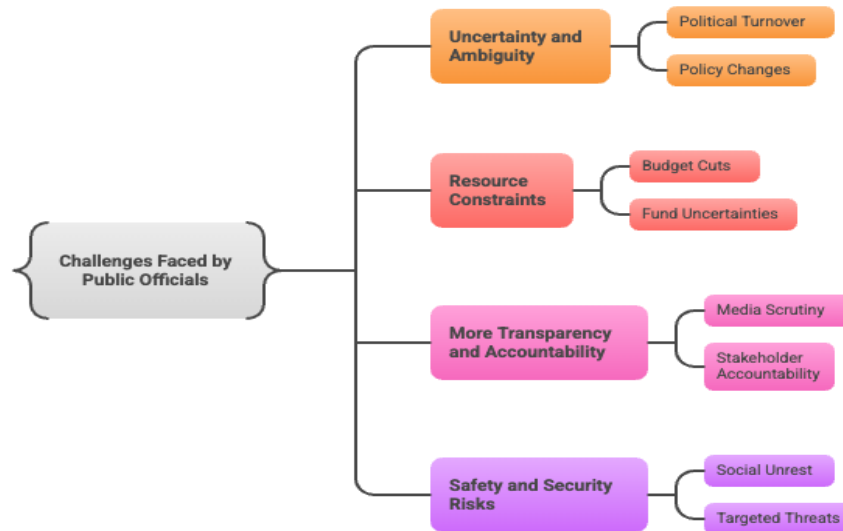 Challenges Faced by
Public Officials
Uncertainty and
Ambiguity
Political Turnover
Policy Changes
Resource
Constraints
Budget Cuts
Fund Uncertainties
More Transparency
and Accountability
Media Scrutiny
Stakeholder
Accountability
Safety and Security
Risks
Social Unrest
Targeted Threats